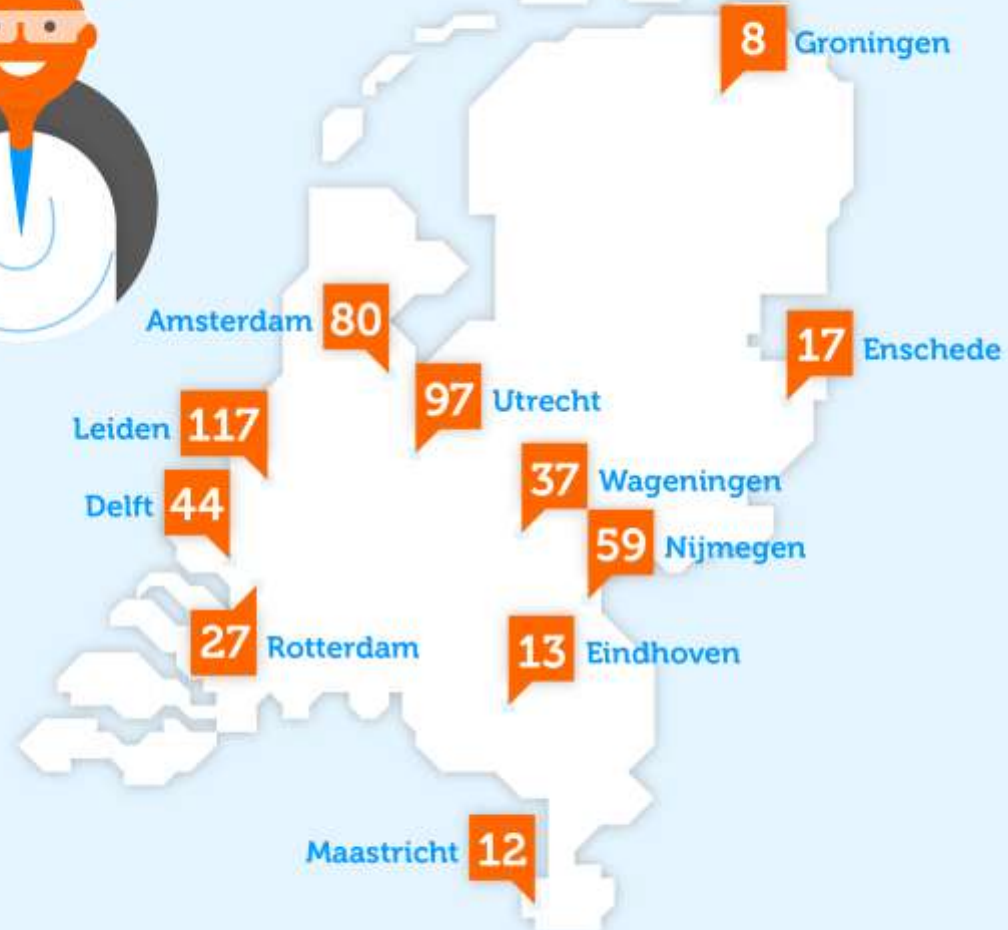 8 Groningen
Amsterdam 80
17 Enschede
97 Utrecht
Leiden 117
37 Wageningen
Delft 44
59 Nijmegen
27 Rotterdam
13 Eindhoven
Maastricht 12